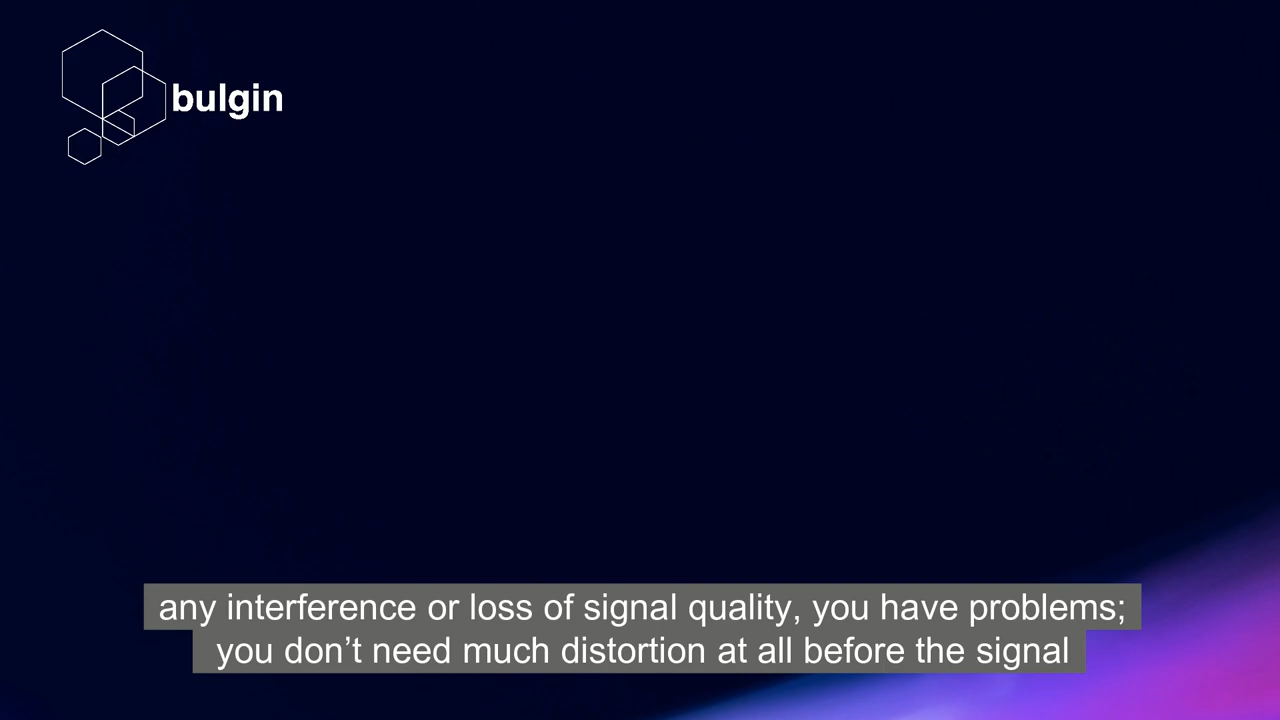 bulgin
any interference or loss of signal quality, you have problems;
you don’t need much distortion at all before the signal